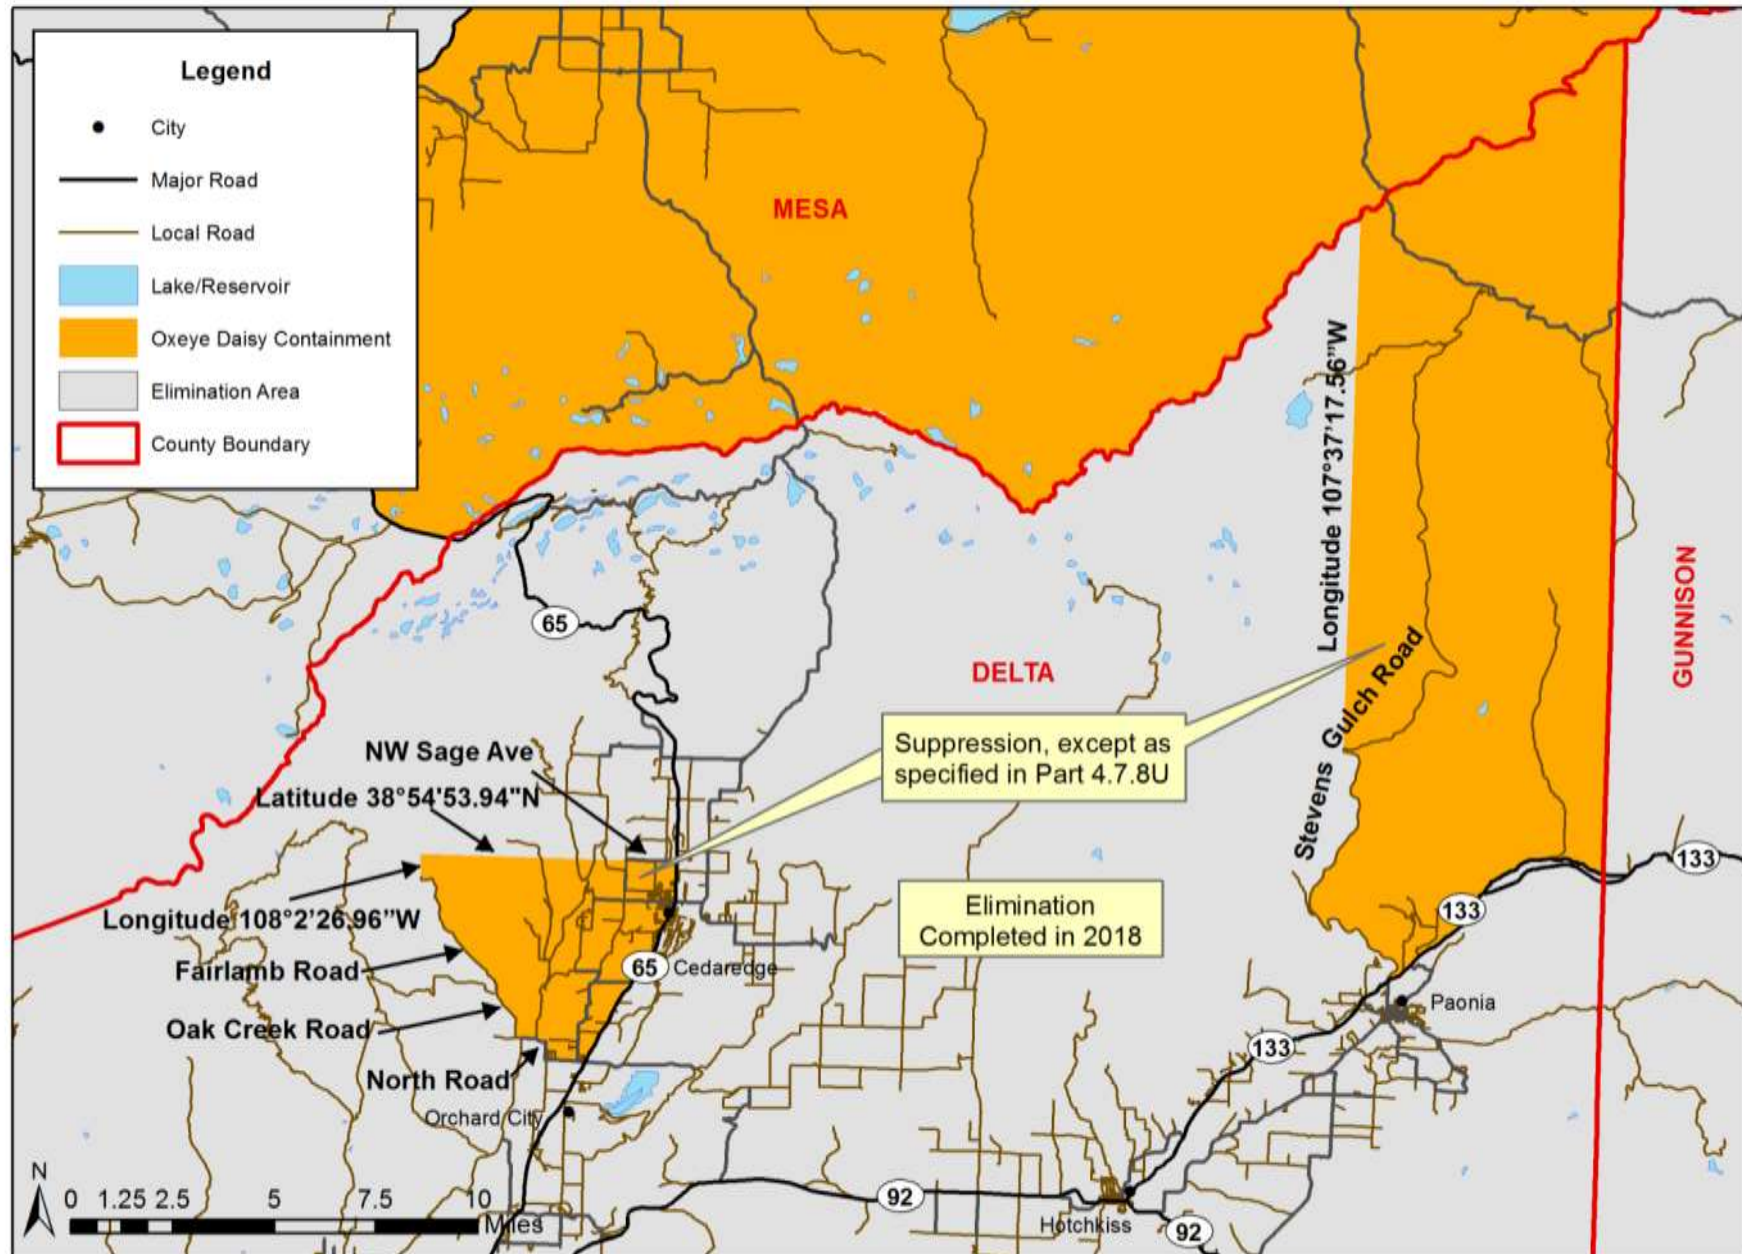 Legend
City
Major Road
Local Road
Lake/Reservoir
Oxeye Daisy Containment
Elimination Area
County Boundary
MESA
Longitude 107°37'17.56"W
GUNNISON
65
DELTA
Stevens Gulch Road
Suppression, except as
specified in Part 4.7.8U
NW Sage Ave
Latitude 38°54'53.94"N
133
Longitude 108°2'26.96"W
Elimination
Completed in 2018
133
65
Cedaredge
Fairlamb Road
Oak Creek Road
Paonia
133
North Road
Orchard City
N
0 1.25 2.5 5 7.5 10
Miles
92
Hotchkiss
92